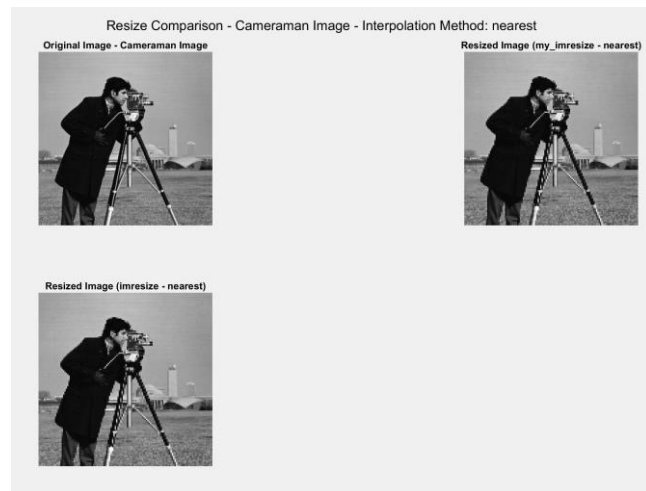 Resize Comparison - Cameraman Image - Interpolation Method: nearest
Original Image - Cameraman Image
Resized Image (my_imresize - nearest)
Resized Image (imresize - nearest)